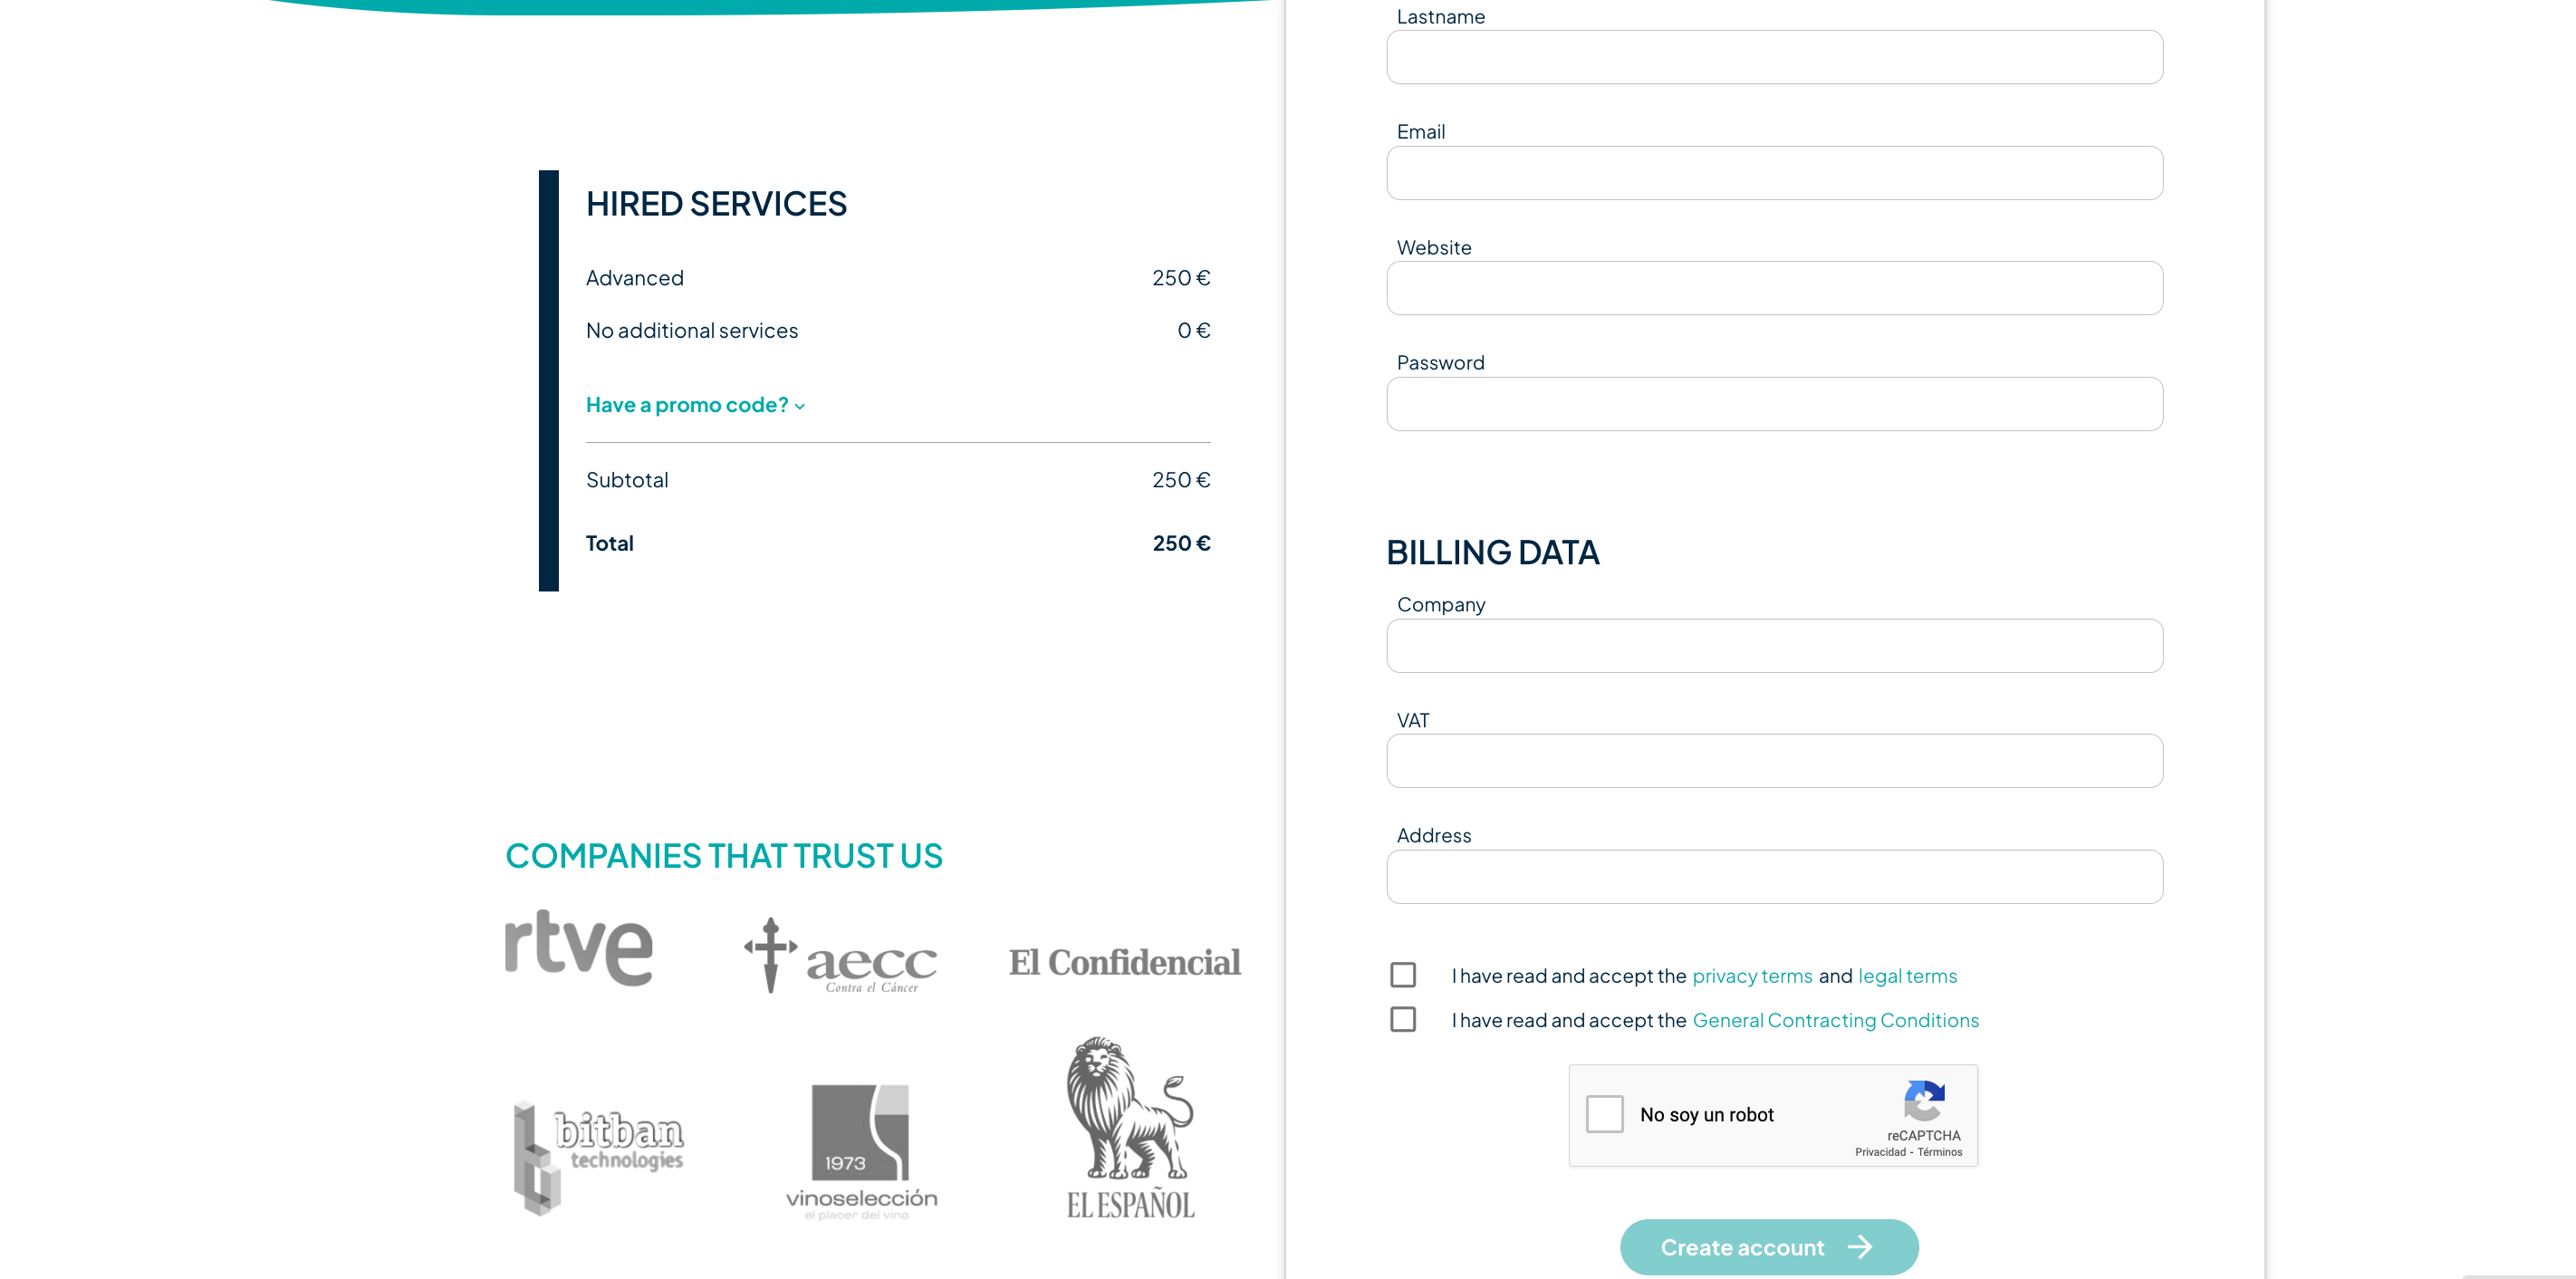 HIRED SERVICES
Advanced 250 €
No additional services 0 €
Have a promo code?
Subtotal 250 €
Total 250 €
COMPANIES THAT TRUST US
rtve
aecc
Contra el Cáncer
El Confidencial
bitban
technologies
1973
vinoselección
el placer del vino
EL ESPAÑOL
Lastname
Email
Website
Password
BILLING DATA
Company
VAT
Address
I have read and accept the privacy terms and legal terms
I have read and accept the General Contracting Conditions
No soy un robot
reCAPTCHA
Privacidad - Términos
Create account